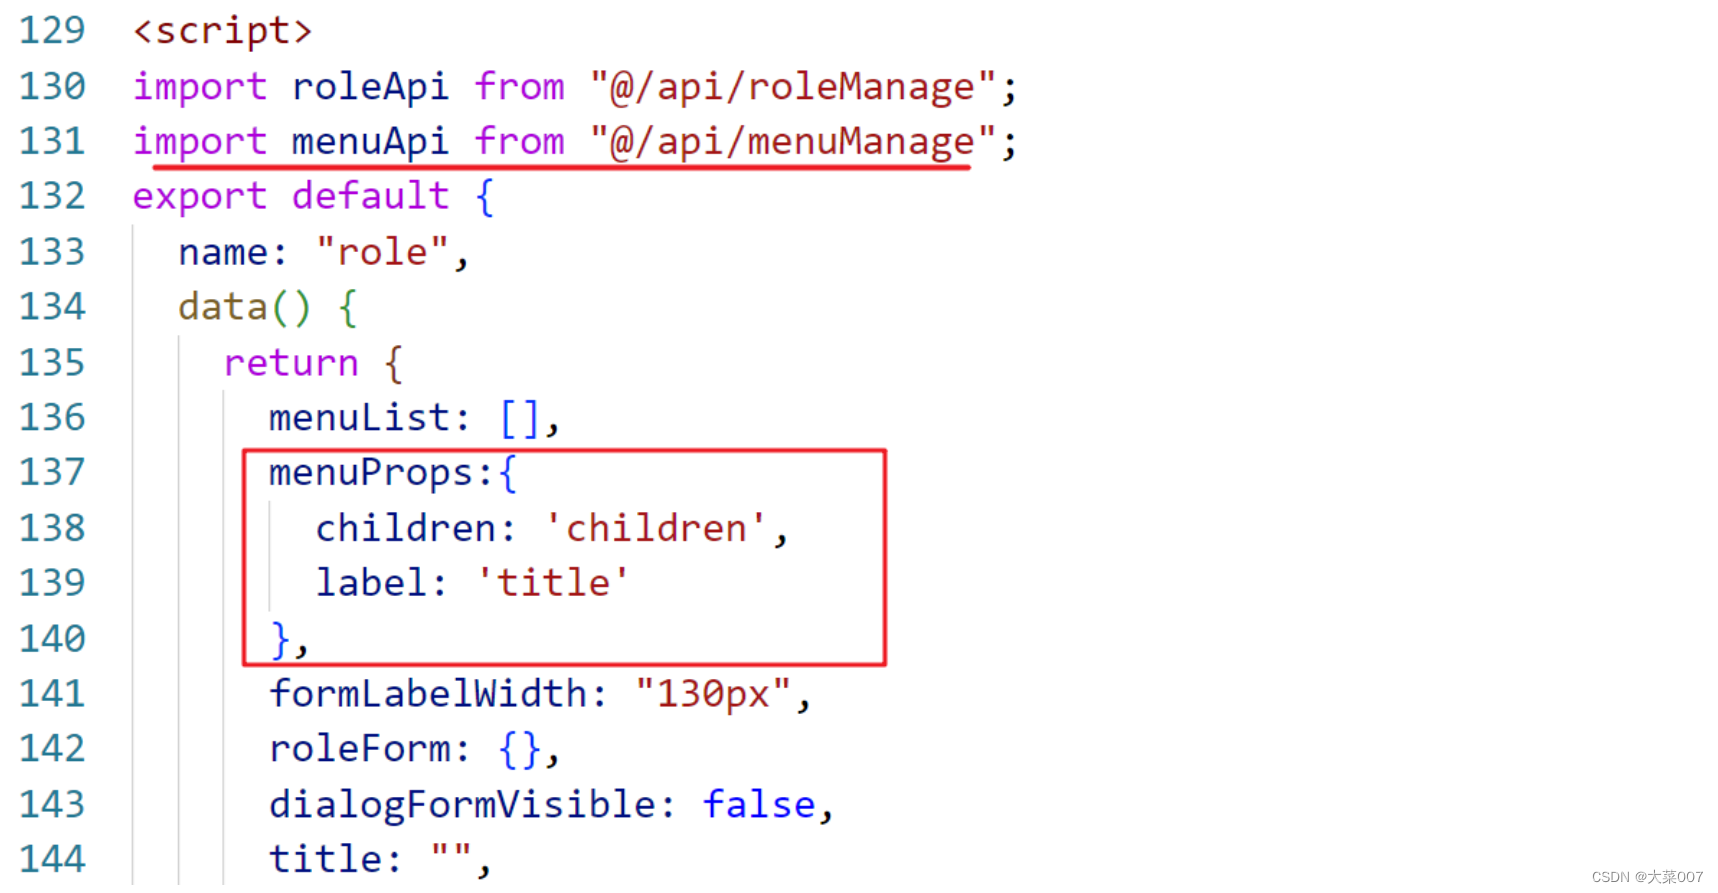 129 <script>
130 import roleApi from "@/api/roleManage";
131 import menuApi from "@/api/menuManage";
132 export default {
133   name: "role",
134   data() {
135     return {
136       menuList: [],
137       menuProps:{
138         children: 'children',
139         label: 'title'
140       },
141       formLabelWidth: "130px",
142       roleForm: {},
143       dialogFormVisible: false,
144       title: "",
CSDN @大菜007